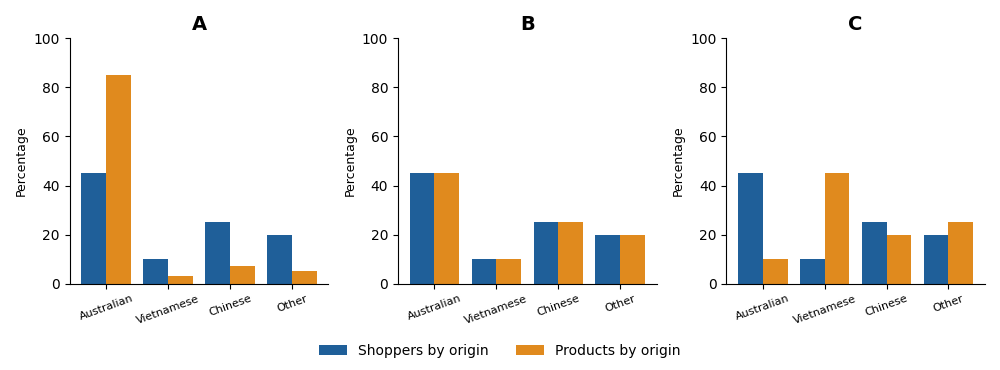 A
B
C
100
80
60
40
20
0
Percentage
Australian
Vietnamese
Chinese
Other
100
80
60
40
20
0
Percentage
Australian
Vietnamese
Chinese
Other
100
80
60
40
20
0
Percentage
Australian
Vietnamese
Chinese
Other
Shoppers by origin
Products by origin